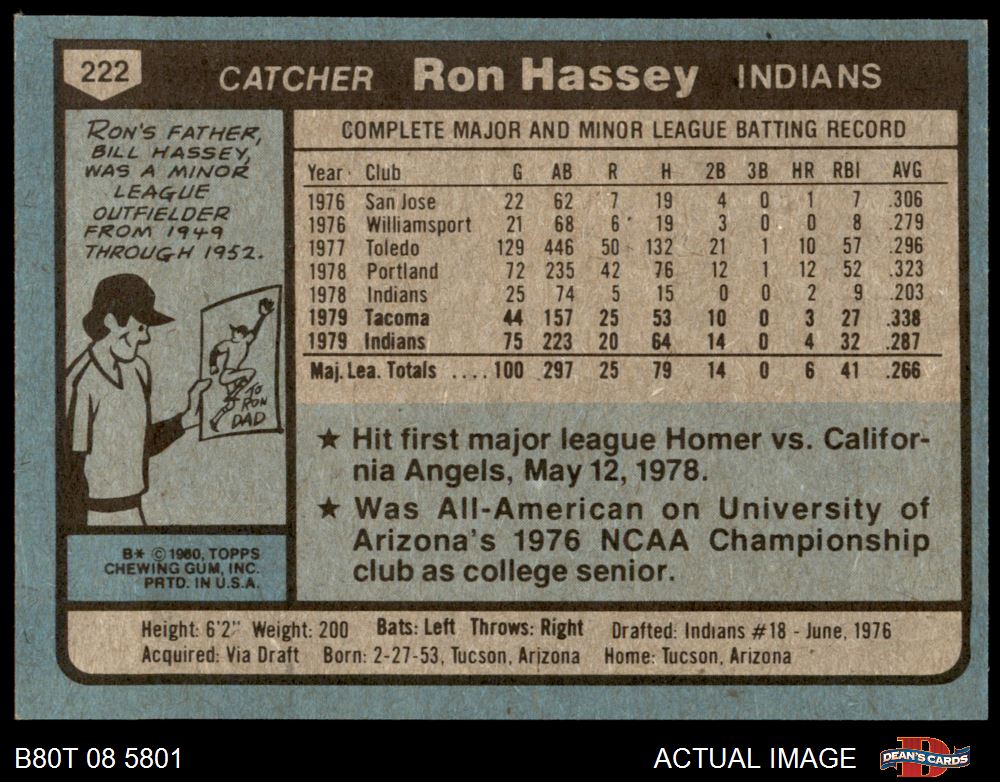 222 CATCHER Ron Hassey INDIANS
RON'S FATHER,
BILL HASSEY,
WAS A MINOR
LEAGUE
OUTFIELDER
FROM 1949
THROUGH 1952.
TO
RON
DAD
B* © 1980, TOPPS
CHEWING GUM, INC.
PRTD. IN U.S.A.
COMPLETE MAJOR AND MINOR LEAGUE BATTING RECORD
Year Club G AB R H 2B 3B HR RBI AVG
1976 San Jose 22 62 7 19 4 0 1 7 .306
1976 Williamsport 21 68 6 19 3 0 0 8 .279
1977 Toledo 129 446 50 132 21 1 10 57 .296
1978 Portland 72 235 42 76 12 1 12 52 .323
1978 Indians 25 74 5 15 0 0 2 9 .203
1979 Tacoma 44 157 25 53 10 0 3 27 .338
1979 Indians 75 223 20 64 14 0 4 32 .287
Maj. Lea. Totals .... 100 297 25 79 14 0 6 41 .266
★ Hit first major league Homer vs. Califor-
nia Angels, May 12, 1978.
★ Was All-American on University of
Arizona's 1976 NCAA Championship
club as college senior.
Height: 6'2" Weight: 200 Bats: Left Throws: Right Drafted: Indians #18 - June, 1976
Acquired: Via Draft Born: 2-27-53, Tucson, Arizona Home: Tucson, Arizona
B80T 08 5801 ACTUAL IMAGE DEAN'S CARDS